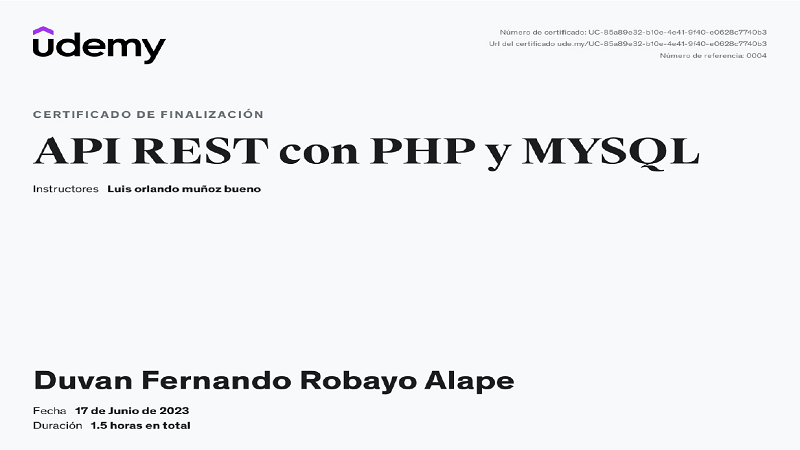 udemy
Número de certificado: UC-85a89e32-b10e-4e41-9f40-e0628c7740b3
Url del certificado ude.my/UC-85a89e32-b10e-4e41-9f40-e0628c7740b3
Número de referencia: 0004
CERTIFICADO DE FINALIZACIÓN
API REST con PHP y MYSQL
Instructores Luis orlando muñoz bueno
Duvan Fernando Robayo Alape
Fecha 17 de Junio de 2023
Duración 1.5 horas en total